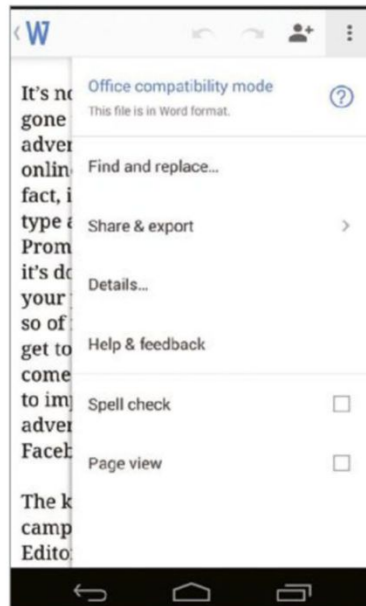 W
Office compatibility mode
This file is in Word format.
Find and replace...
Share & export
Details...
Help & feedback
Spell check
Page view
It's no
gone
adver
onlin
fact, i
type a
Prom
it's do
your
so of
get to
come
to im
adver
Faceb
The k
camp
Edito